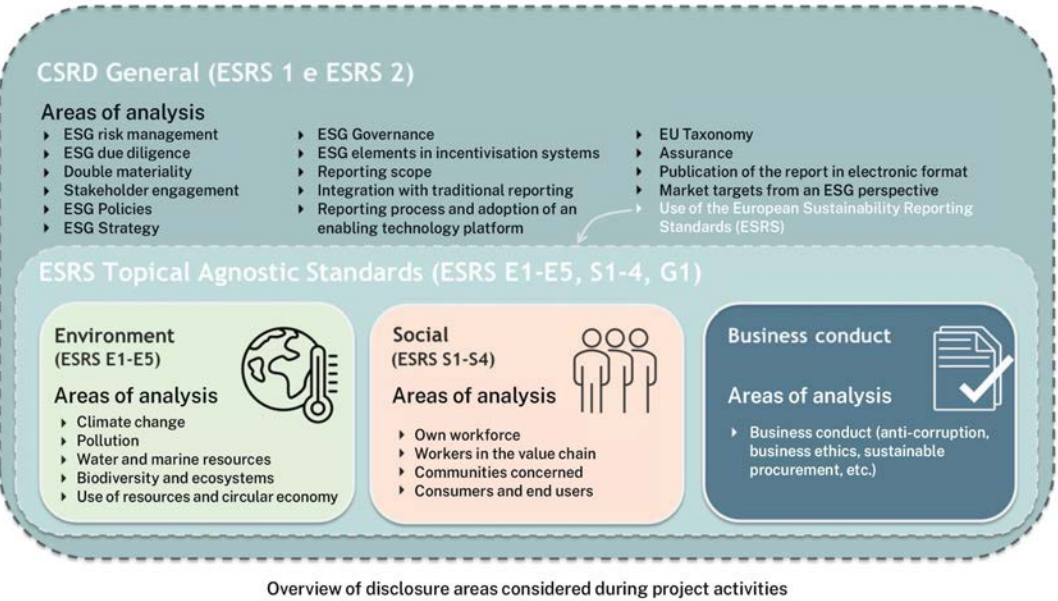 CSRD General (ESRS 1 e ESRS 2)
Areas of analysis
ESG risk management
ESG due diligence
Double materiality
Stakeholder engagement
ESG Policies
ESG Strategy
ESG Governance
ESG elements in incentivisation systems
Reporting scope
Integration with traditional reporting
Reporting process and adoption of an
enabling technology platform
EU Taxonomy
Assurance
Publication of the report in electronic format
Market targets from an ESG perspective
Use of the European Sustainability Reporting
Standards (ESRS)
ESRS Topical Agnostic Standards (ESRS E1-E5, S1-4, G1)
Environment
(ESRS E1-E5)
Areas of analysis
Climate change
Pollution
Water and marine resources
Biodiversity and ecosystems
Use of resources and circular economy
Social
(ESRS S1-S4)
Areas of analysis
Own workforce
Workers in the value chain
Communities concerned
Consumers and end users
Business conduct
Areas of analysis
Business conduct (anti-corruption,
business ethics, sustainable
procurement, etc.)
Overview of disclosure areas considered during project activities